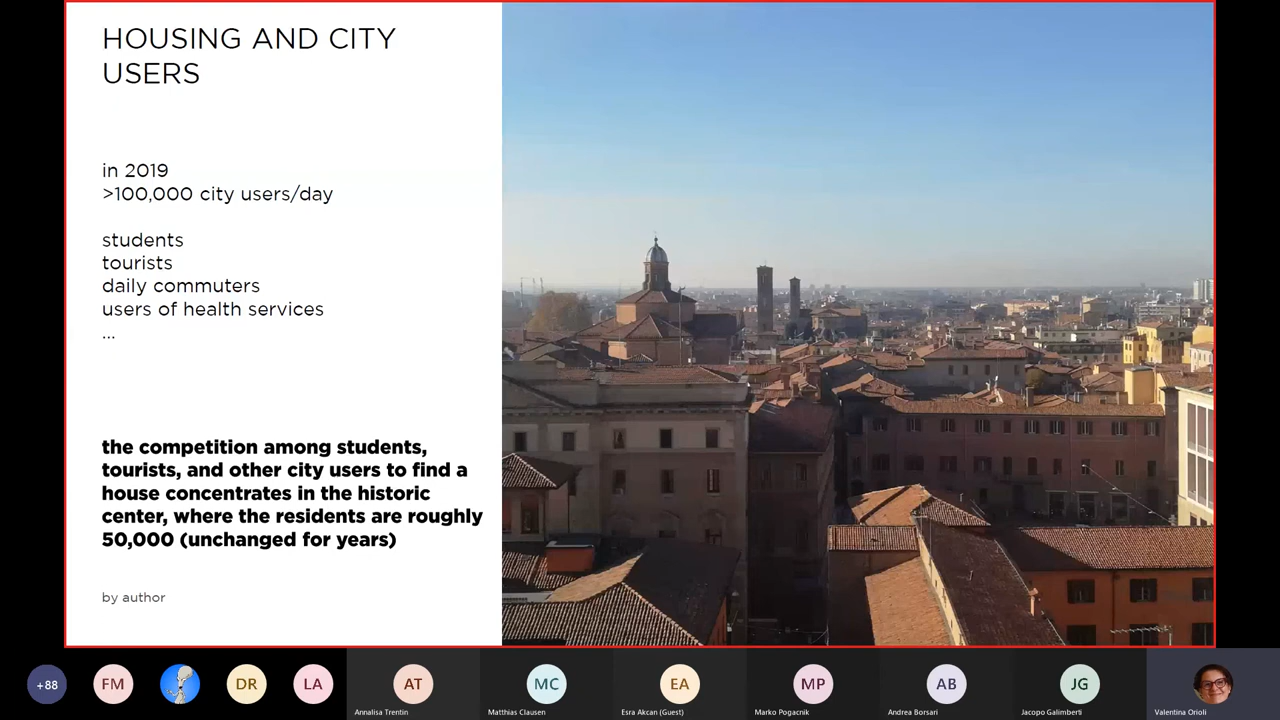 HOUSING AND CITY
USERS
in 2019
>100,000 city users/day
students
tourists
daily commuters
users of health services
...
the competition among students,
tourists, and other city users to find a
house concentrates in the historic
center, where the residents are roughly
50,000 (unchanged for years)
by author
+88
FM
DR
LA
AT
MC
EA
MP
AB
JG
Annalisa Trentin
Matthias Clausen
Esra Akcan (Guest)
Marko Pogacnik
Andrea Borsari
Jacopo Galimberti
Valentina Orioli